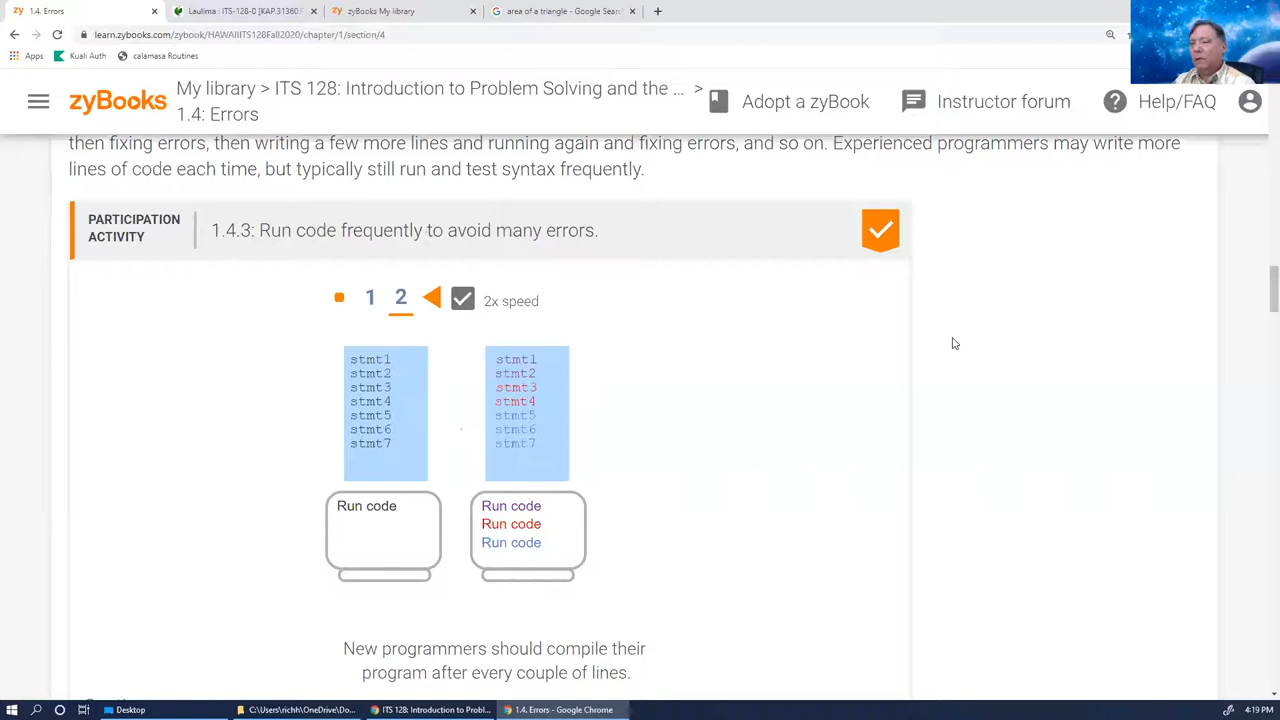 1.4. Errors
Laulima : ITS-128-0 [KAP.31360.F
zyBooks My library
area of a triangle - Google Searc
learn.zybooks.com/zybook/HAWAIIITS128Fall2020/chapter/1/section/4
Apps
Kuali Auth
calamasa Routines
zyBooks
My library > ITS 128: Introduction to Problem Solving and the ... >
1.4: Errors
Adopt a zyBook
Instructor forum
Help/FAQ
then fixing errors, then writing a few more lines and running again and fixing errors, and so on. Experienced programmers may write more
lines of code each time, but typically still run and test syntax frequently.
PARTICIPATION
ACTIVITY
1.4.3: Run code frequently to avoid many errors.
1 2
2x speed
stmt1
stmt2
stmt3
stmt4
stmt5
stmt6
stmt7
Run code
stmt1
stmt2
stmt3
stmt4
stmt5
stmt6
stmt7
Run code
Run code
Run code
New programmers should compile their
program after every couple of lines.
Desktop
C:\Users\richh\OneDrive\Do...
ITS 128: Introduction to Probl...
1.4. Errors - Google Chrome
4:19 PM